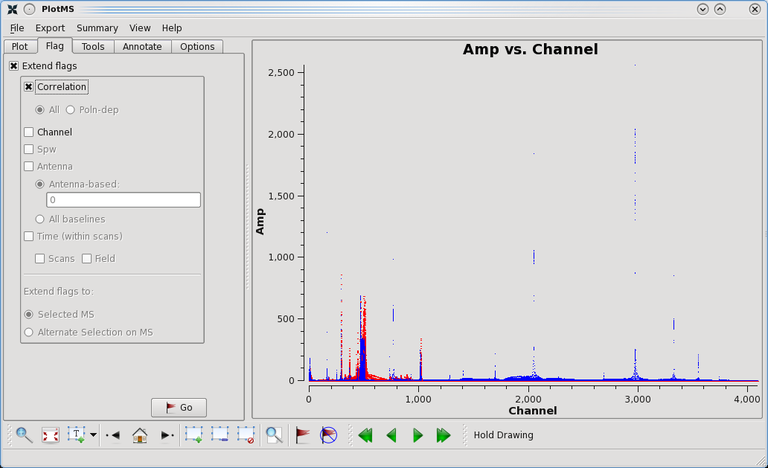 PlotMS
File Export Summary View Help
Plot Flag Tools Annotate Options
Extend flags
Correlation
All Poln-dep
Channel
Spw
Antenna
Antenna-based:
0
All baselines
Time (within scans)
Scans Field
Extend flags to:
Selected MS
Alternate Selection on MS
Go
Amp vs. Channel
Amp
2,500
2,000
1,500
1,000
500
0
0 1,000 2,000 3,000 4,000
Channel
T
Hold Drawing